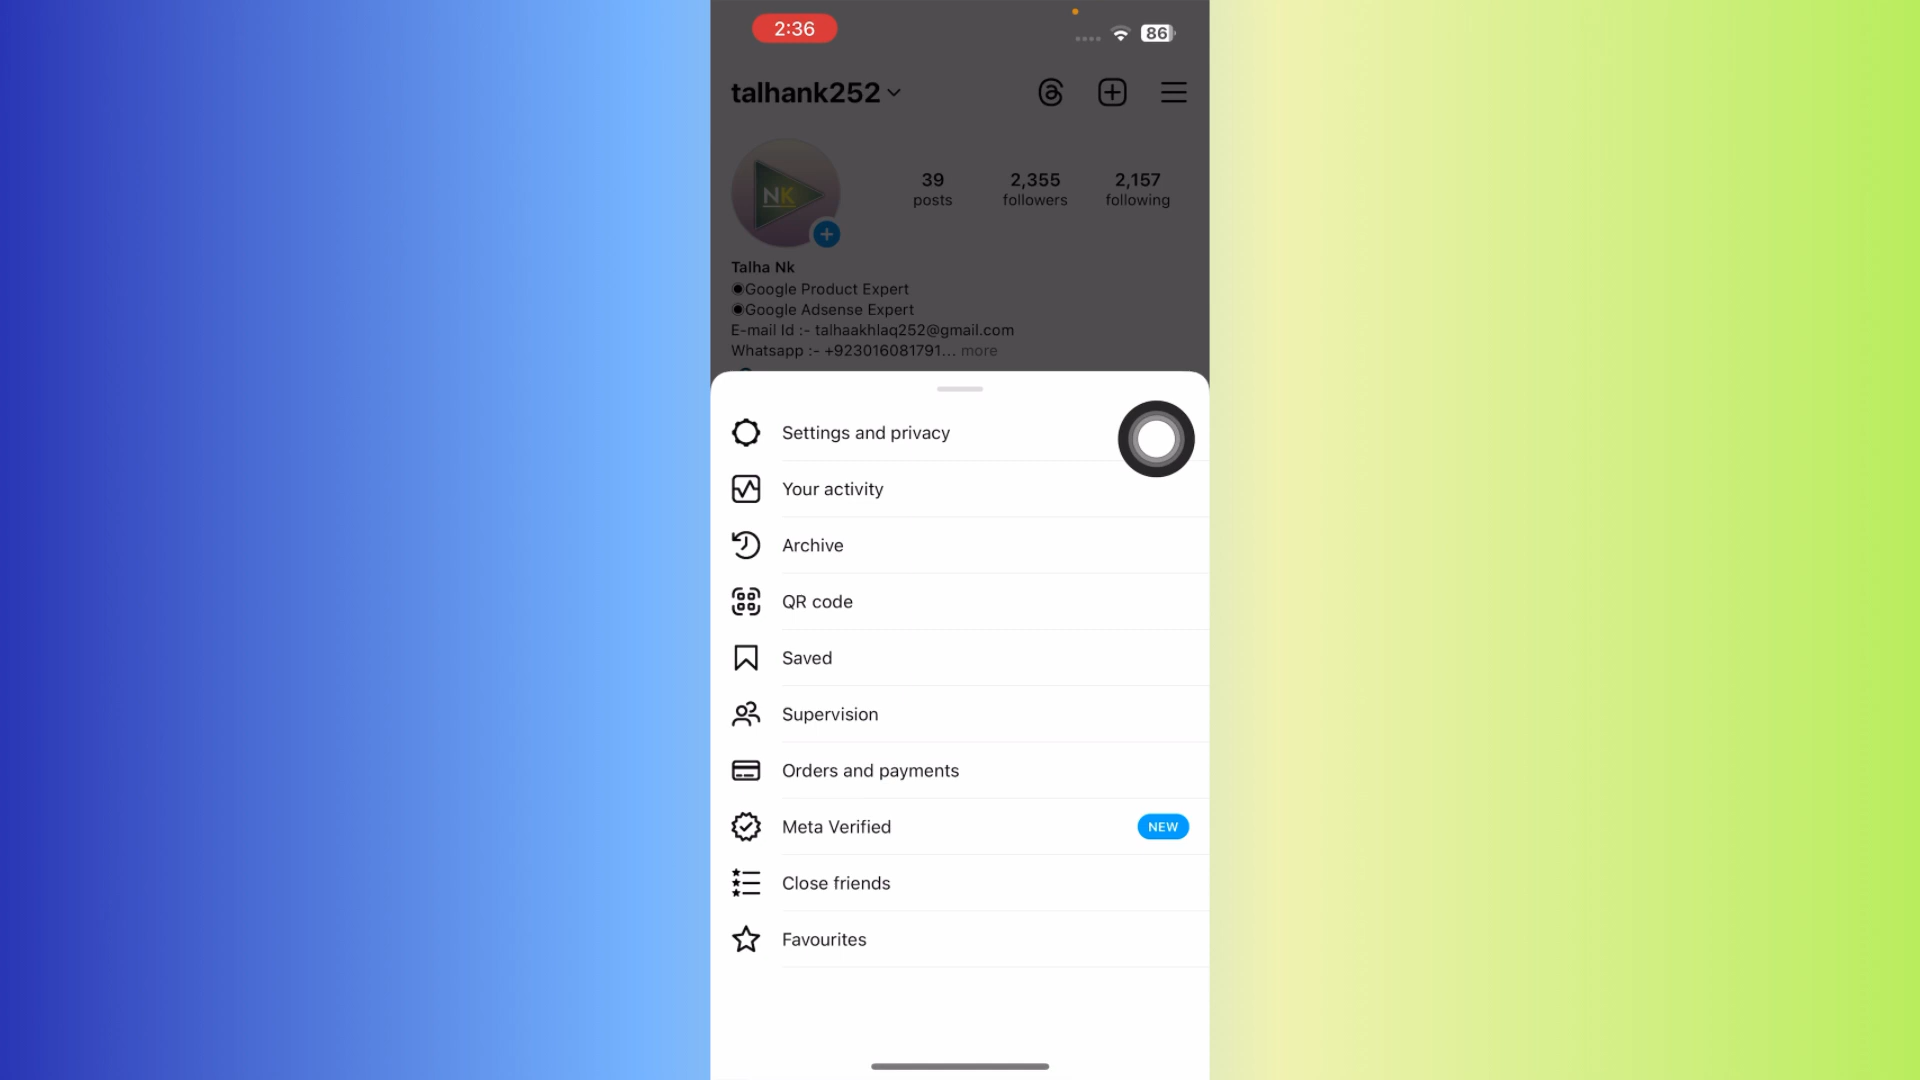 2:36
86
talhank252
NK
39 2,355 2,157
posts followers following
Talha Nk
◉Google Product Expert
◉Google Adsense Expert
E-mail Id :- talhaakhlaq252@gmail.com
Whatsapp :- +923016081791... more
Settings and privacy
Your activity
Archive
QR code
Saved
Supervision
Orders and payments
Meta Verified NEW
Close friends
Favourites